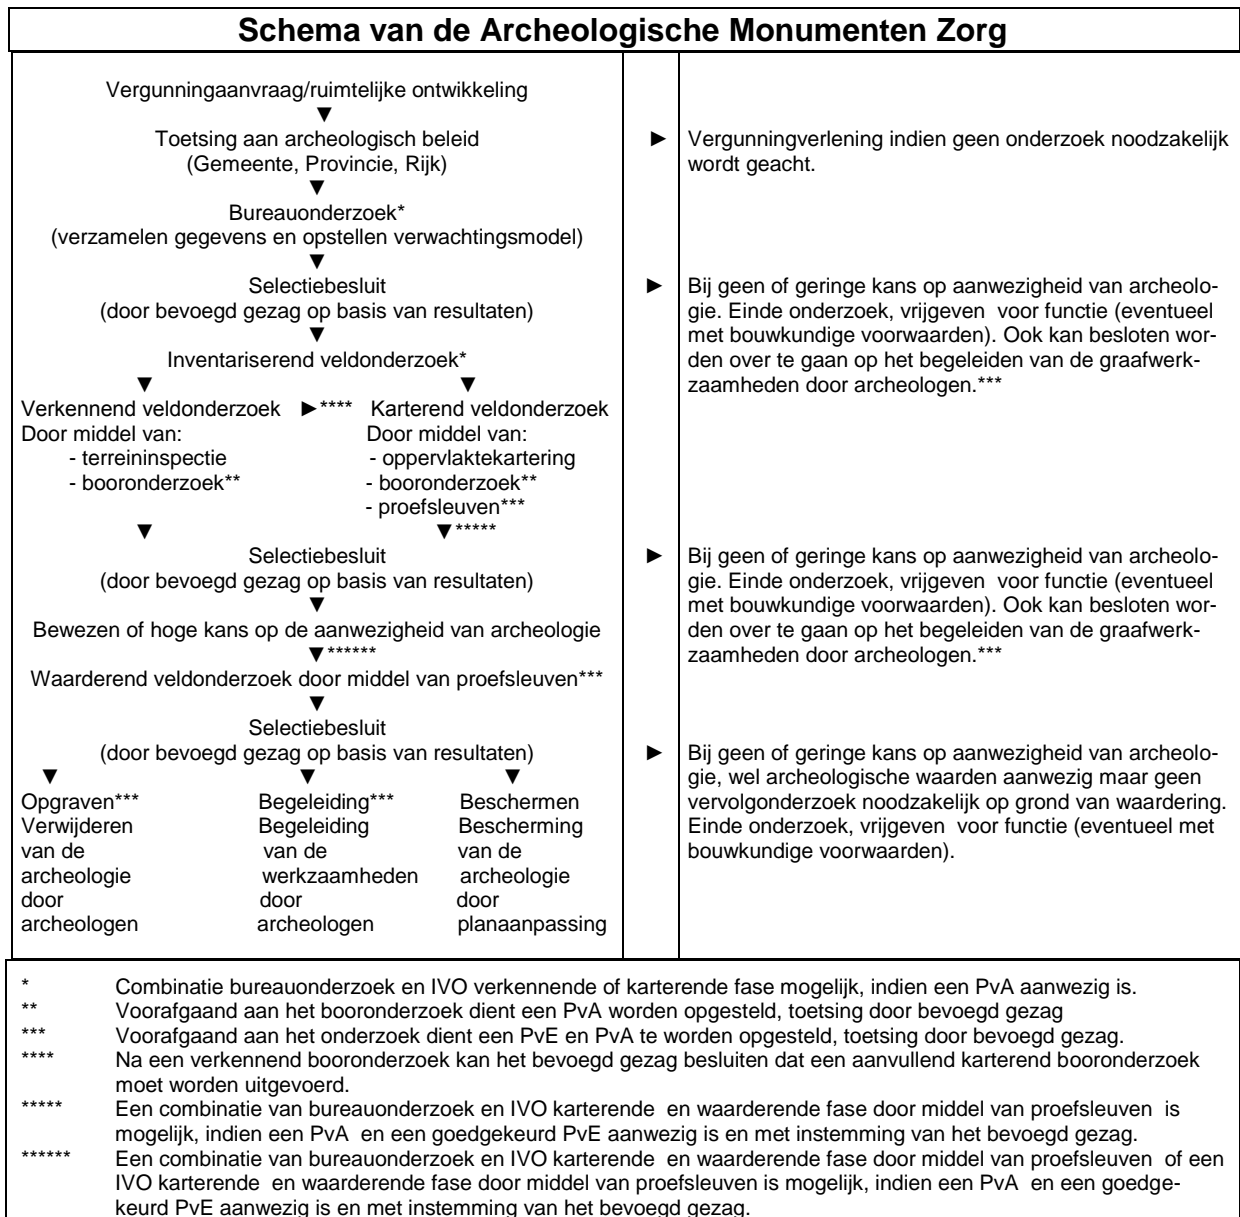 Schema van de Archeologische Monumenten Zorg
Vergunningaanvraag/ruimtelijke ontwikkeling
▼
Toetsing aan archeologisch beleid
(Gemeente, Provincie, Rijk)
▼
► Vergunningverlening indien geen onderzoek noodzakelijk
wordt geacht.
Bureauonderzoek*
(verzamelen gegevens en opstellen verwachtingsmodel)
▼
Selectiebesluit
(door bevoegd gezag op basis van resultaten)
▼
► Bij geen of geringe kans op aanwezigheid van archeolo-
gie. Einde onderzoek, vrijgeven voor functie (eventueel
met bouwkundige voorwaarden). Ook kan besloten wor-
den over te gaan op het begeleiden van de graafwerk-
zaamheden door archeologen.***
Inventariserend veldonderzoek*
▼ ▼
Verkennend veldonderzoek ►**** Karterend veldonderzoek
Door middel van: Door middel van:
- terreininspectie - oppervlaktekartering
- booronderzoek** - booronderzoek**
- proefsleuven***
▼ ▼*****
Selectiebesluit
(door bevoegd gezag op basis van resultaten)
▼
► Bij geen of geringe kans op aanwezigheid van archeolo-
gie. Einde onderzoek, vrijgeven voor functie (eventueel
met bouwkundige voorwaarden). Ook kan besloten wor-
den over te gaan op het begeleiden van de graafwerk-
zaamheden door archeologen.***
Bewezen of hoge kans op de aanwezigheid van archeologie
▼******
Waarderend veldonderzoek door middel van proefsleuven***
▼
Selectiebesluit
(door bevoegd gezag op basis van resultaten)
▼ ▼ ▼
► Bij geen of geringe kans op aanwezigheid van archeolo-
gie, wel archeologische waarden aanwezig maar geen
vervolgonderzoek noodzakelijk op grond van waardering.
Einde onderzoek, vrijgeven voor functie (eventueel met
bouwkundige voorwaarden).
Opgraven*** Begeleiding*** Beschermen
Verwijderen Begeleiding Bescherming
van de van de van de
archeologie werkzaamheden archeologie
door door door
archeologen archeologen planaanpassing
* Combinatie bureauonderzoek en IVO verkennende of karterende fase mogelijk, indien een PvA aanwezig is.
** Voorafgaand aan het booronderzoek dient een PvA worden opgesteld, toetsing door bevoegd gezag
*** Voorafgaand aan het onderzoek dient een PvE en PvA te worden opgesteld, toetsing door bevoegd gezag.
**** Na een verkennend booronderzoek kan het bevoegd gezag besluiten dat een aanvullend karterend booronderzoek
moet worden uitgevoerd.
***** Een combinatie van bureauonderzoek en IVO karterende en waarderende fase door middel van proefsleuven is
mogelijk, indien een PvA en een goedgekeurd PvE aanwezig is en met instemming van het bevoegd gezag.
****** Een combinatie van bureauonderzoek en IVO karterende en waarderende fase door middel van proefsleuven of een
IVO karterende en waarderende fase door middel van proefsleuven is mogelijk, indien een PvA en een goedge-
keurd PvE aanwezig is en met instemming van het bevoegd gezag.